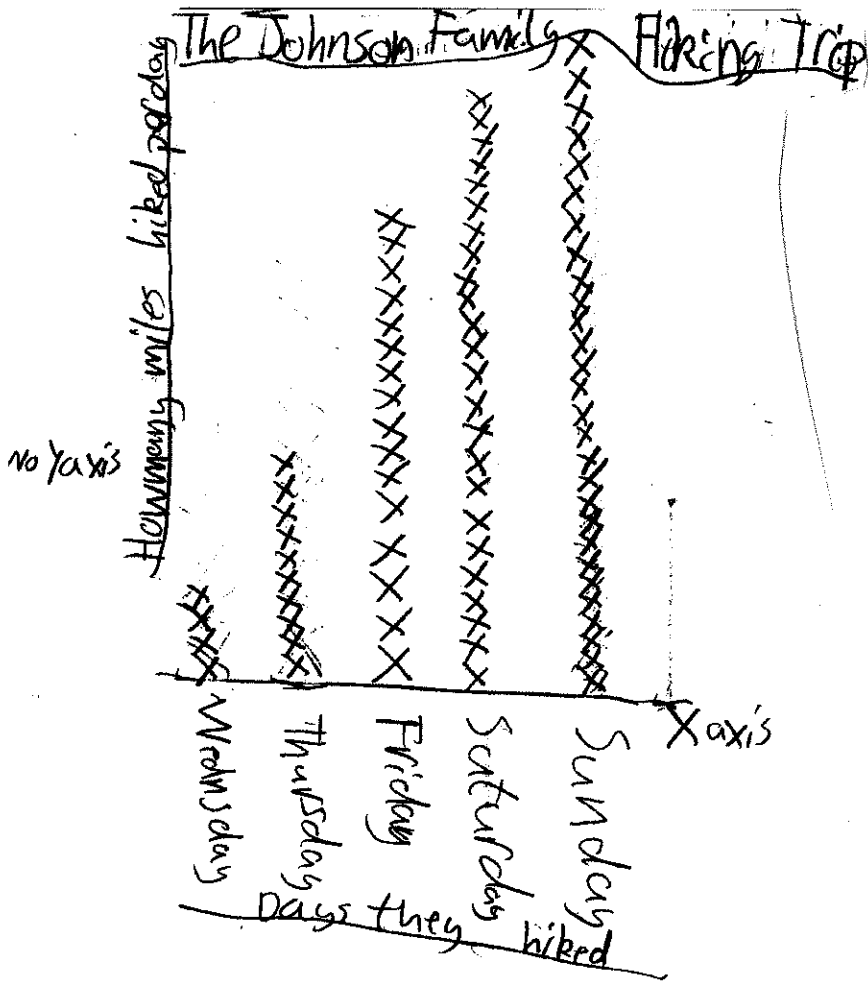 The Johnson Family Hiking Trip
How many miles hiked per day
No Y axis
X axis
Wednsday
Thursday
Friday
Saturday
Sunday
Days they hiked